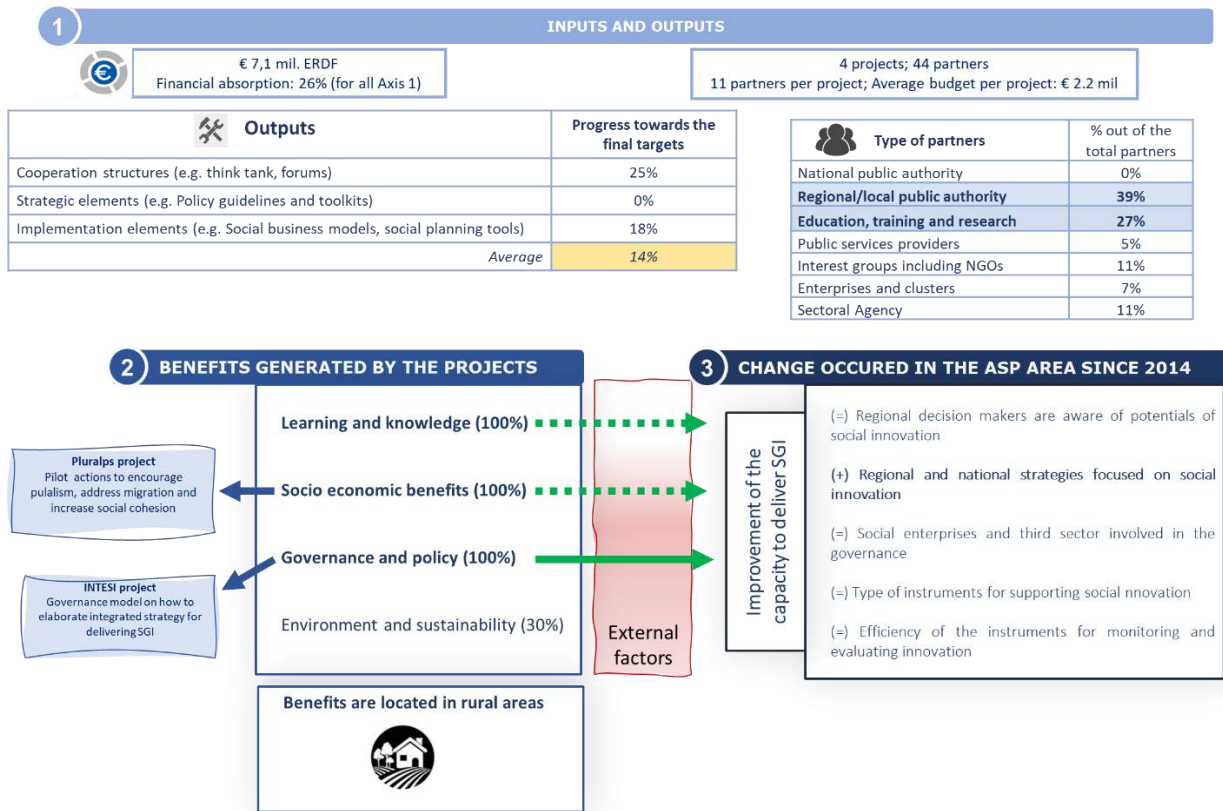 1
INPUTS AND OUTPUTS
€
€ 7,1 mil. ERDF
Financial absorption: 26% (for all Axis 1)
4 projects; 44 partners
11 partners per project; Average budget per project: € 2.2 mil
Outputs
Progress towards the
final targets
Cooperation structures (e.g. think tank, forums) 25%
Strategic elements (e.g. Policy guidelines and toolkits) 0%
Implementation elements (e.g. Social business models, social planning tools) 18%
Average 14%
Type of partners
% out of the
total partners
National public authority 0%
Regional/local public authority 39%
Education, training and research 27%
Public services providers 5%
Interest groups including NGOs 11%
Enterprises and clusters 7%
Sectoral Agency 11%
2
BENEFITS GENERATED BY THE PROJECTS
Learning and knowledge (100%)
Socio economic benefits (100%)
Governance and policy (100%)
Environment and sustainability (30%)
Pluralps project
Pilot actions to encourage
pulalism, address migration and
increase social cohesion
INTESI project
Governance model on how to
elaborate integrated strategy for
delivering SGI
Benefits are located in rural areas
External
factors
3
CHANGE OCCURED IN THE ASP AREA SINCE 2014
Improvement of the
capacity to deliver SGI
(=) Regional decision makers are aware of potentials of
social innovation
(+) Regional and national strategies focused on social
innovation
(=) Social enterprises and third sector involved in the
governance
(=) Type of instruments for supporting social nnovation
(=) Efficiency of the instruments for monitoring and
evaluating innovation